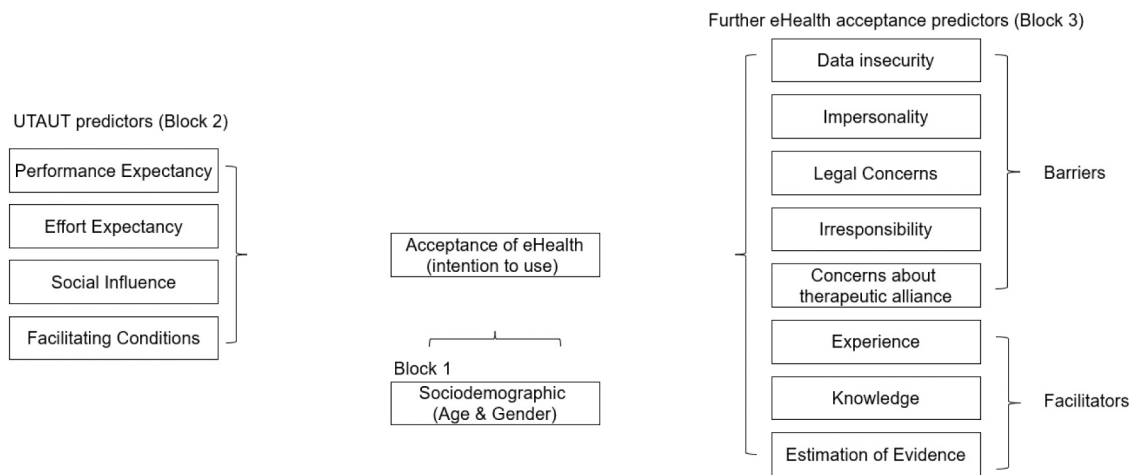 Further eHealth acceptance predictors (Block 3)
UTAUT predictors (Block 2)
Performance Expectancy
Effort Expectancy
Social Influence
Facilitating Conditions
Acceptance of eHealth
(intention to use)
Block 1
Sociodemographic
(Age & Gender)
Data insecurity
Impersonality
Legal Concerns
Irresponsibility
Concerns about
therapeutic alliance
Barriers
Experience
Knowledge
Estimation of Evidence
Facilitators